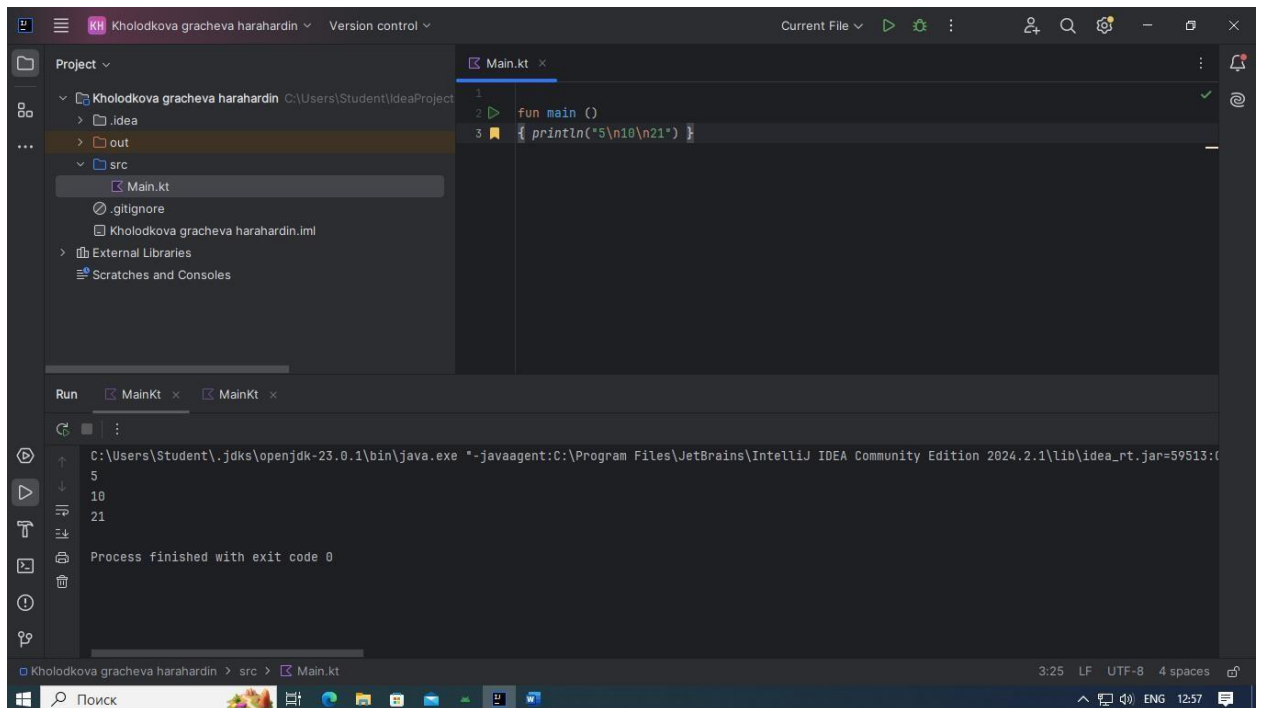 KH Kholodkova gracheva harahardin Version control Current File
Project
Main.kt
Kholodkova gracheva harahardin C:\Users\Student\IdeaProject
.idea
out
src
Main.kt
.gitignore
Kholodkova gracheva harahardin.iml
External Libraries
Scratches and Consoles
1
2 fun main ()
3 { println("5\n10\n21") }
Run MainKt MainKt
C:\Users\Student\.jdks\openjdk-23.0.1\bin\java.exe "-javaagent:C:\Program Files\JetBrains\IntelliJ IDEA Community Edition 2024.2.1\lib\idea_rt.jar=59513:
5
10
21
Process finished with exit code 0
Kholodkova gracheva harahardin > src > Main.kt 3:25 LF UTF-8 4 spaces
Поиск ENG 12:57